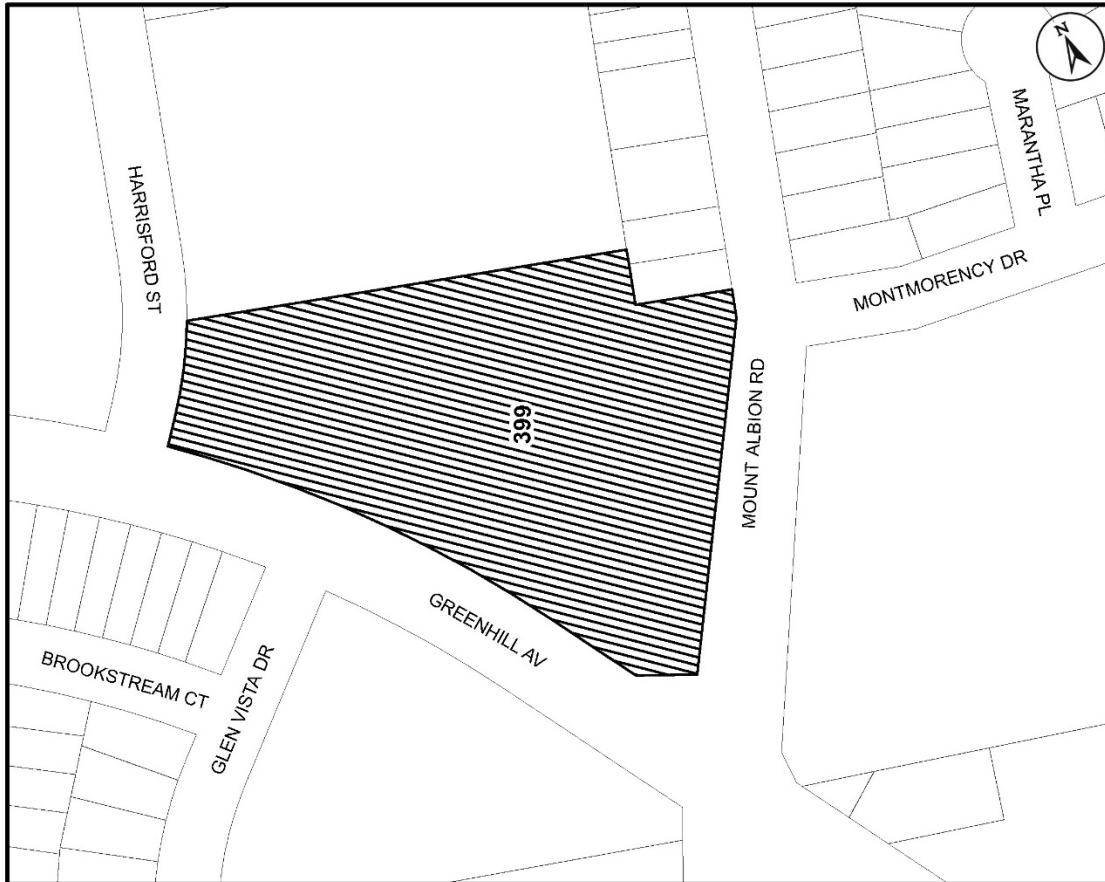 N
MARANTHA PL
HARRISFORD ST
MONTMORENCY DR
MOUNT ALBION RD
399
GREENHILL AV
BROOKSTREAM CT
GLEN VISTA DR